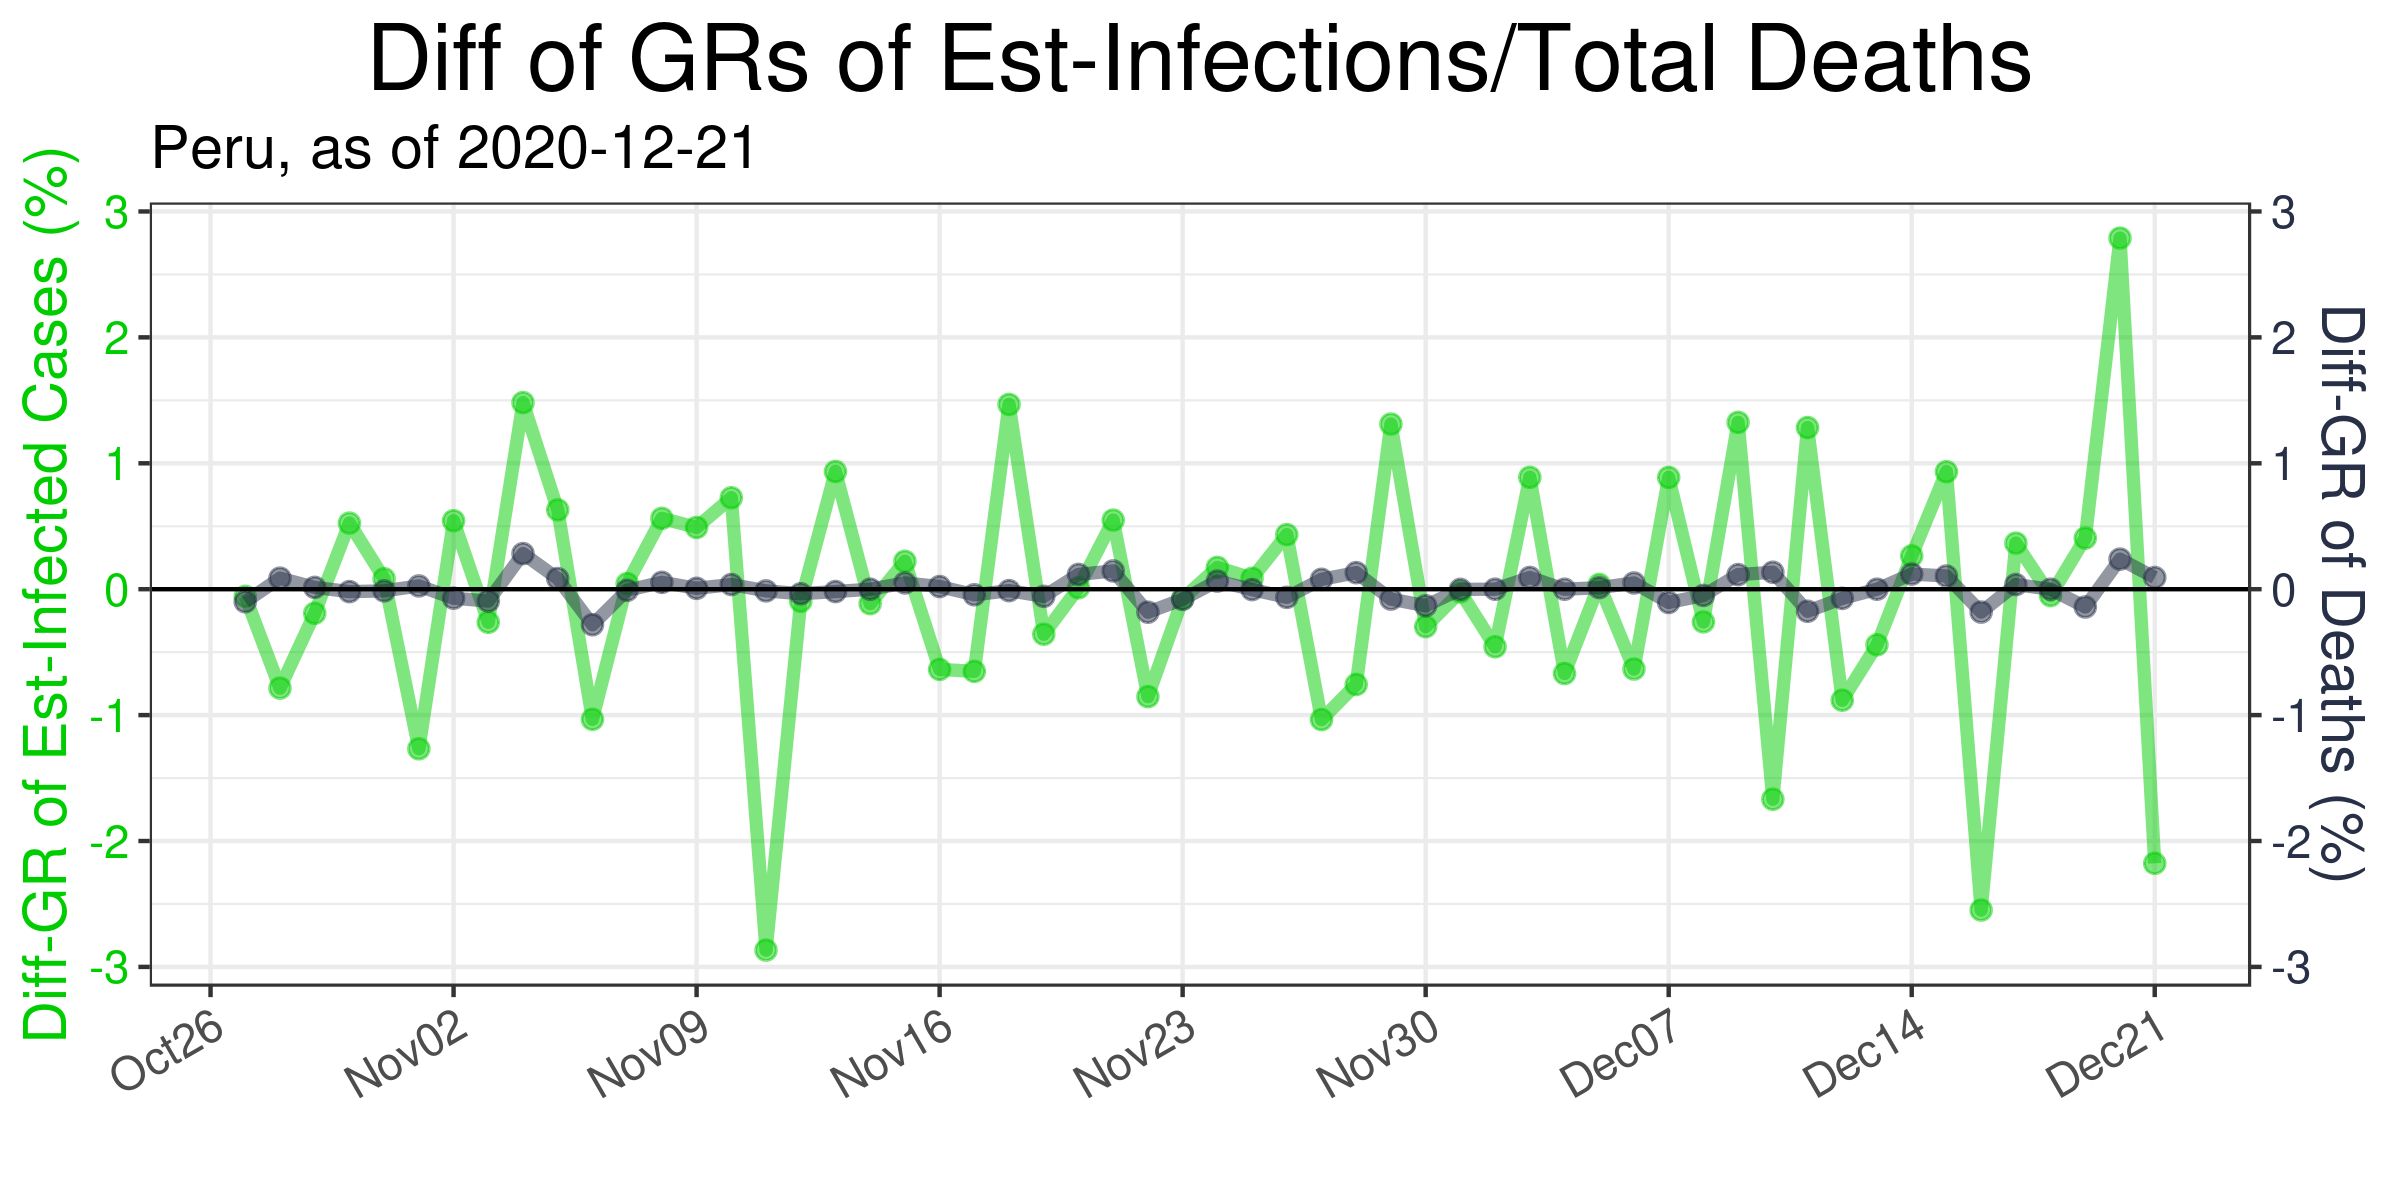 Diff of GRs of Est-Infections/Total Deaths
Peru, as of 2020-12-21
Diff-GR of Est-Infected Cases (%)
3
2
1
0
-1
-2
-3
3
2
1
0
-1
-2
-3
Diff-GR of Deaths (%)
Oct26
Nov02
Nov09
Nov16
Nov23
Nov30
Dec07
Dec14
Dec21